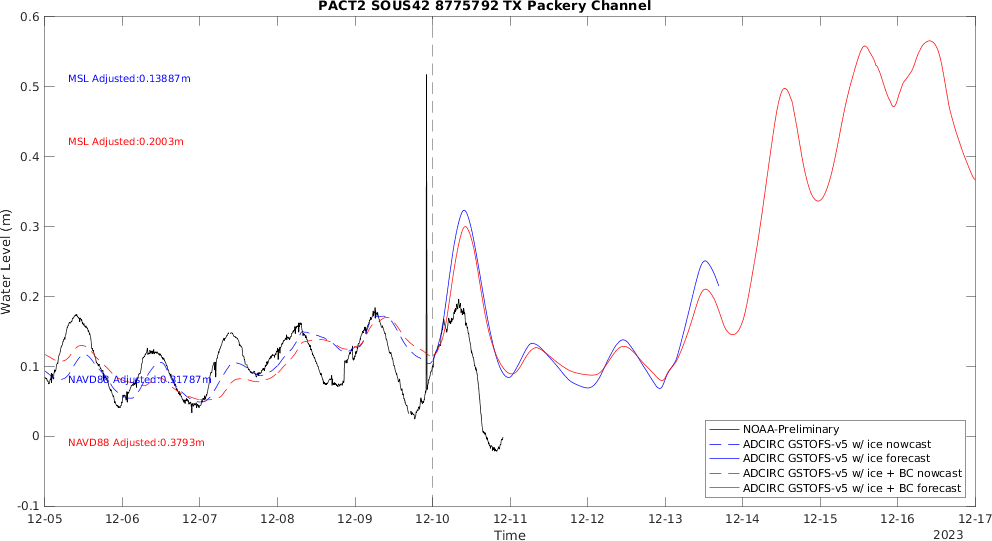 PACT2 SOUS42 8775792 TX Packery Channel
0.6
0.5
0.4
0.3
0.2
0.1
0
-0.1
Water Level (m)
MSL Adjusted:0.13887m
MSL Adjusted:0.2003m
NAVD88 Adjusted:0.31787m
NAVD88 Adjusted:0.3793m
NOAA-Preliminary
ADCIRC GSTOFS-v5 w/ ice nowcast
ADCIRC GSTOFS-v5 w/ ice forecast
ADCIRC GSTOFS-v5 w/ ice + BC nowcast
ADCIRC GSTOFS-v5 w/ ice + BC forecast
12-05 12-06 12-07 12-08 12-09 12-10 12-11 12-12 12-13 12-14 12-15 12-16 12-17
Time
2023